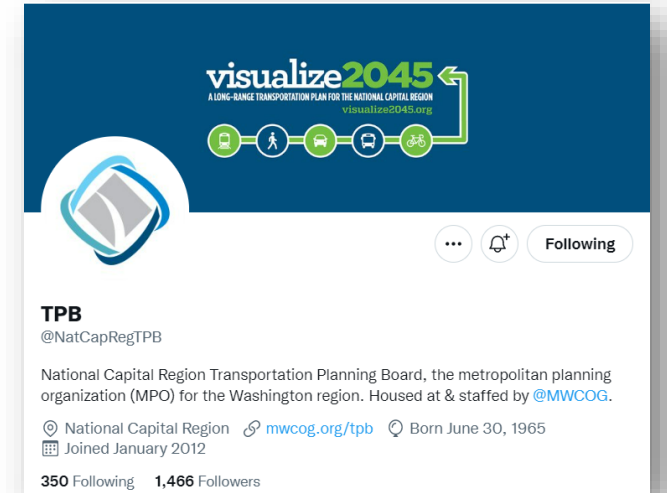 visualize2045
A LONG-RANGE TRANSPORTATION PLAN FOR THE NATIONAL CAPITAL REGION
visualize2045.org
Following
TPB
@NatCapRegTPB
National Capital Region Transportation Planning Board, the metropolitan planning
organization (MPO) for the Washington region. Housed at & staffed by @MWCOG.
National Capital Region mwcog.org/tpb Born June 30, 1965
Joined January 2012
350 Following 1,466 Followers